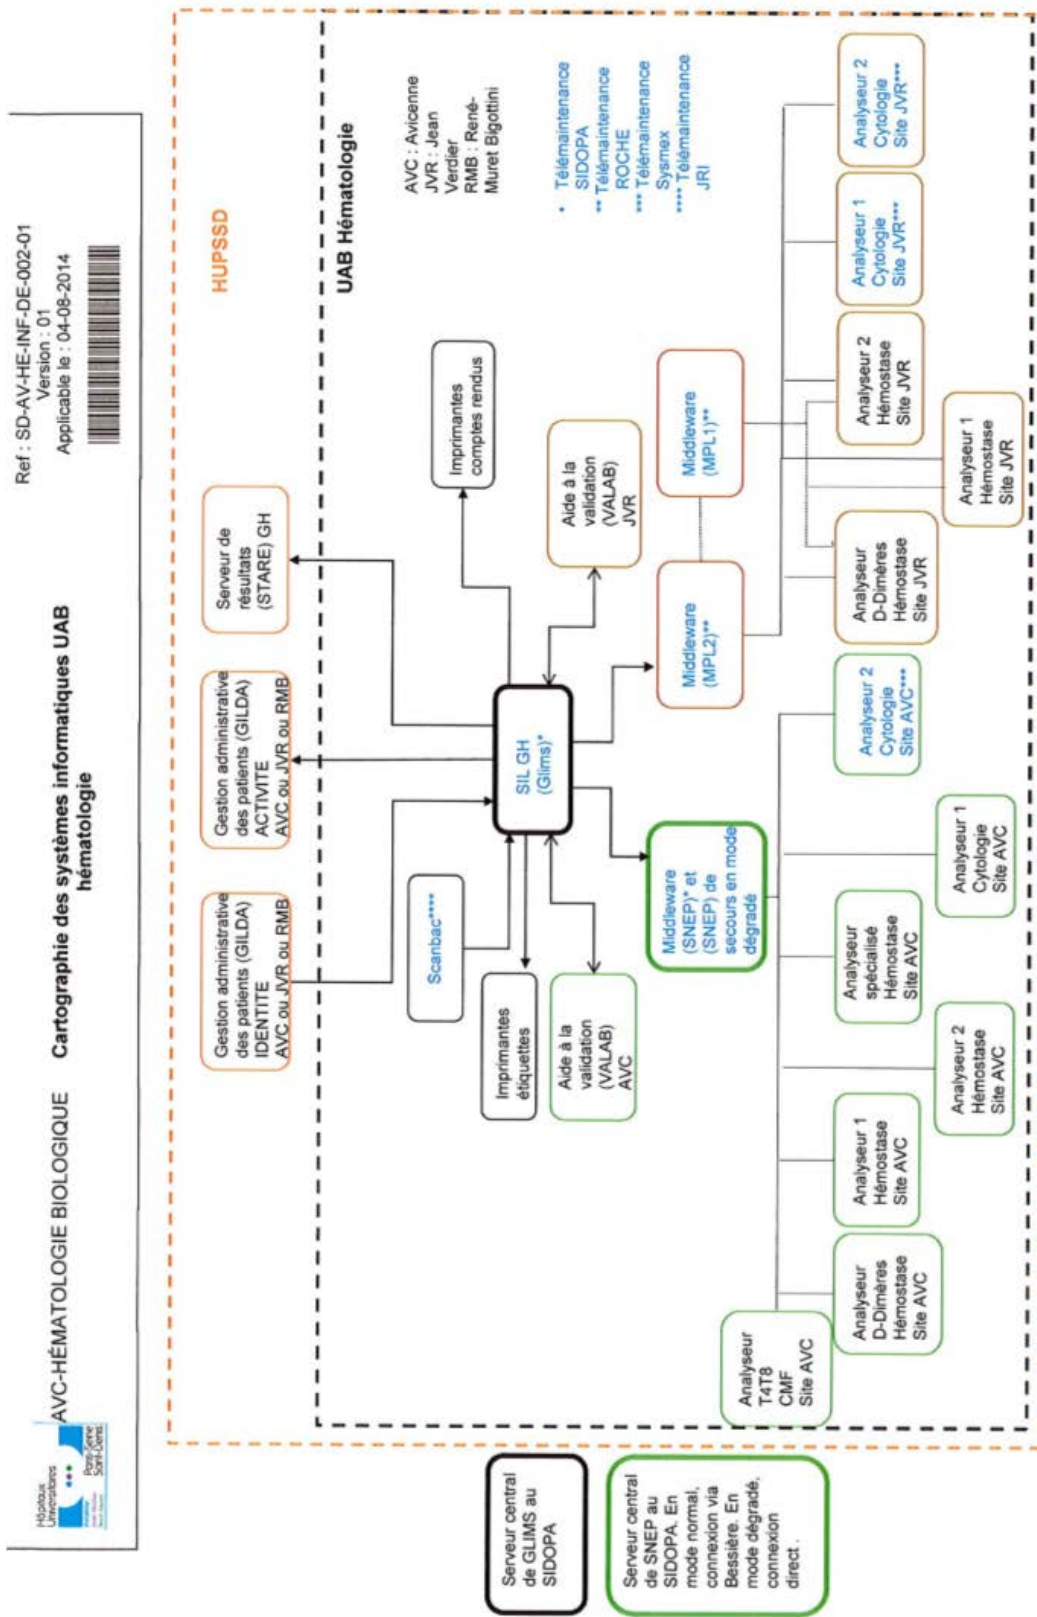 Hôpitaux
Universitaires
Paris-Seine
Saint-Denis
AVC-HÉMATOLOGIE BIOLOGIQUE
Cartographie des systèmes informatiques UAB
hématologie
Ref : SD-AV-HE-INF-DE-002-01
Version : 01
Applicable le : 04-08-2014
HUPSSD
Gestion administrative
des patients (GILDA)
IDENTITE
AVC ou JVR ou RMB
Gestion administrative
des patients (GILDA)
ACTIVITE
AVC ou JVR ou RMB
Serveur de
résultats
(STARE) GH
UAB Hématologie
AVC : Avicenne
JVR : Jean
Verdier
RMB : René-
Muret Bigottini
* Télémaintenance
SIDOPA
** Télémaintenance
ROCHE
*** Télémaintenance
Sysmex
**** Télémaintenance
JRI
Scanbac****
Imprimantes
étiquettes
Aide à la
validation
(VALAB)
AVC
SIL GH
(Glims)*
Imprimantes
comptes rendus
Aide à la
validation
(VALAB)
JVR
Middleware
(SNEP)* et
(SNEP) de
secours en mode
dégradé
Middleware
(MPL2)**
Middleware
(MPL1)**
Analyseur
T4T8
CMF
Site AVC
Analyseur
D-Dimères
Hémostase
Site AVC
Analyseur 1
Hémostase
Site AVC
Analyseur 2
Hémostase
Site AVC
Analyseur
spécialisé
Hémostase
Site AVC
Analyseur 1
Cytologie
Site AVC
Analyseur 2
Cytologie
Site AVC***
Analyseur
D-Dimères
Hémostase
Site JVR
Analyseur 1
Hémostase
Site JVR
Analyseur 2
Hémostase
Site JVR
Analyseur 1
Cytologie
Site JVR***
Analyseur 2
Cytologie
Site JVR***
Serveur central
de GLIMS au
SIDOPA
Serveur central
de SNEP au
SIDOPA. En
mode normal,
connexion via
Bessière. En
mode dégradé,
connexion
direct .